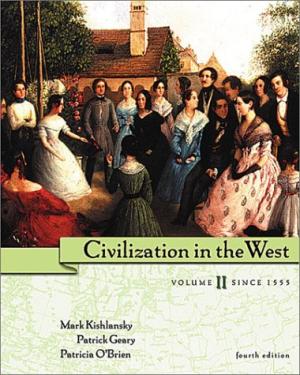 Civilization in the West
VOLUME II SINCE 1555
Mark Kishlansky
Patrick Geary
Patricia O'Brien
fourth edition